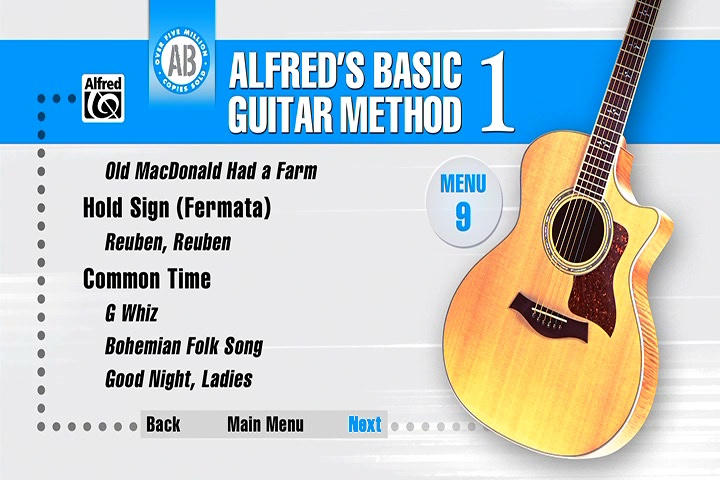 OVER FIVE MILLION
AB
COPIES SOLD
Alfred
ALFRED'S BASIC
GUITAR METHOD 1
Old MacDonald Had a Farm
MENU
9
Hold Sign (Fermata)
Reuben, Reuben
Common Time
G Whiz
Bohemian Folk Song
Good Night, Ladies
Back Main Menu Next